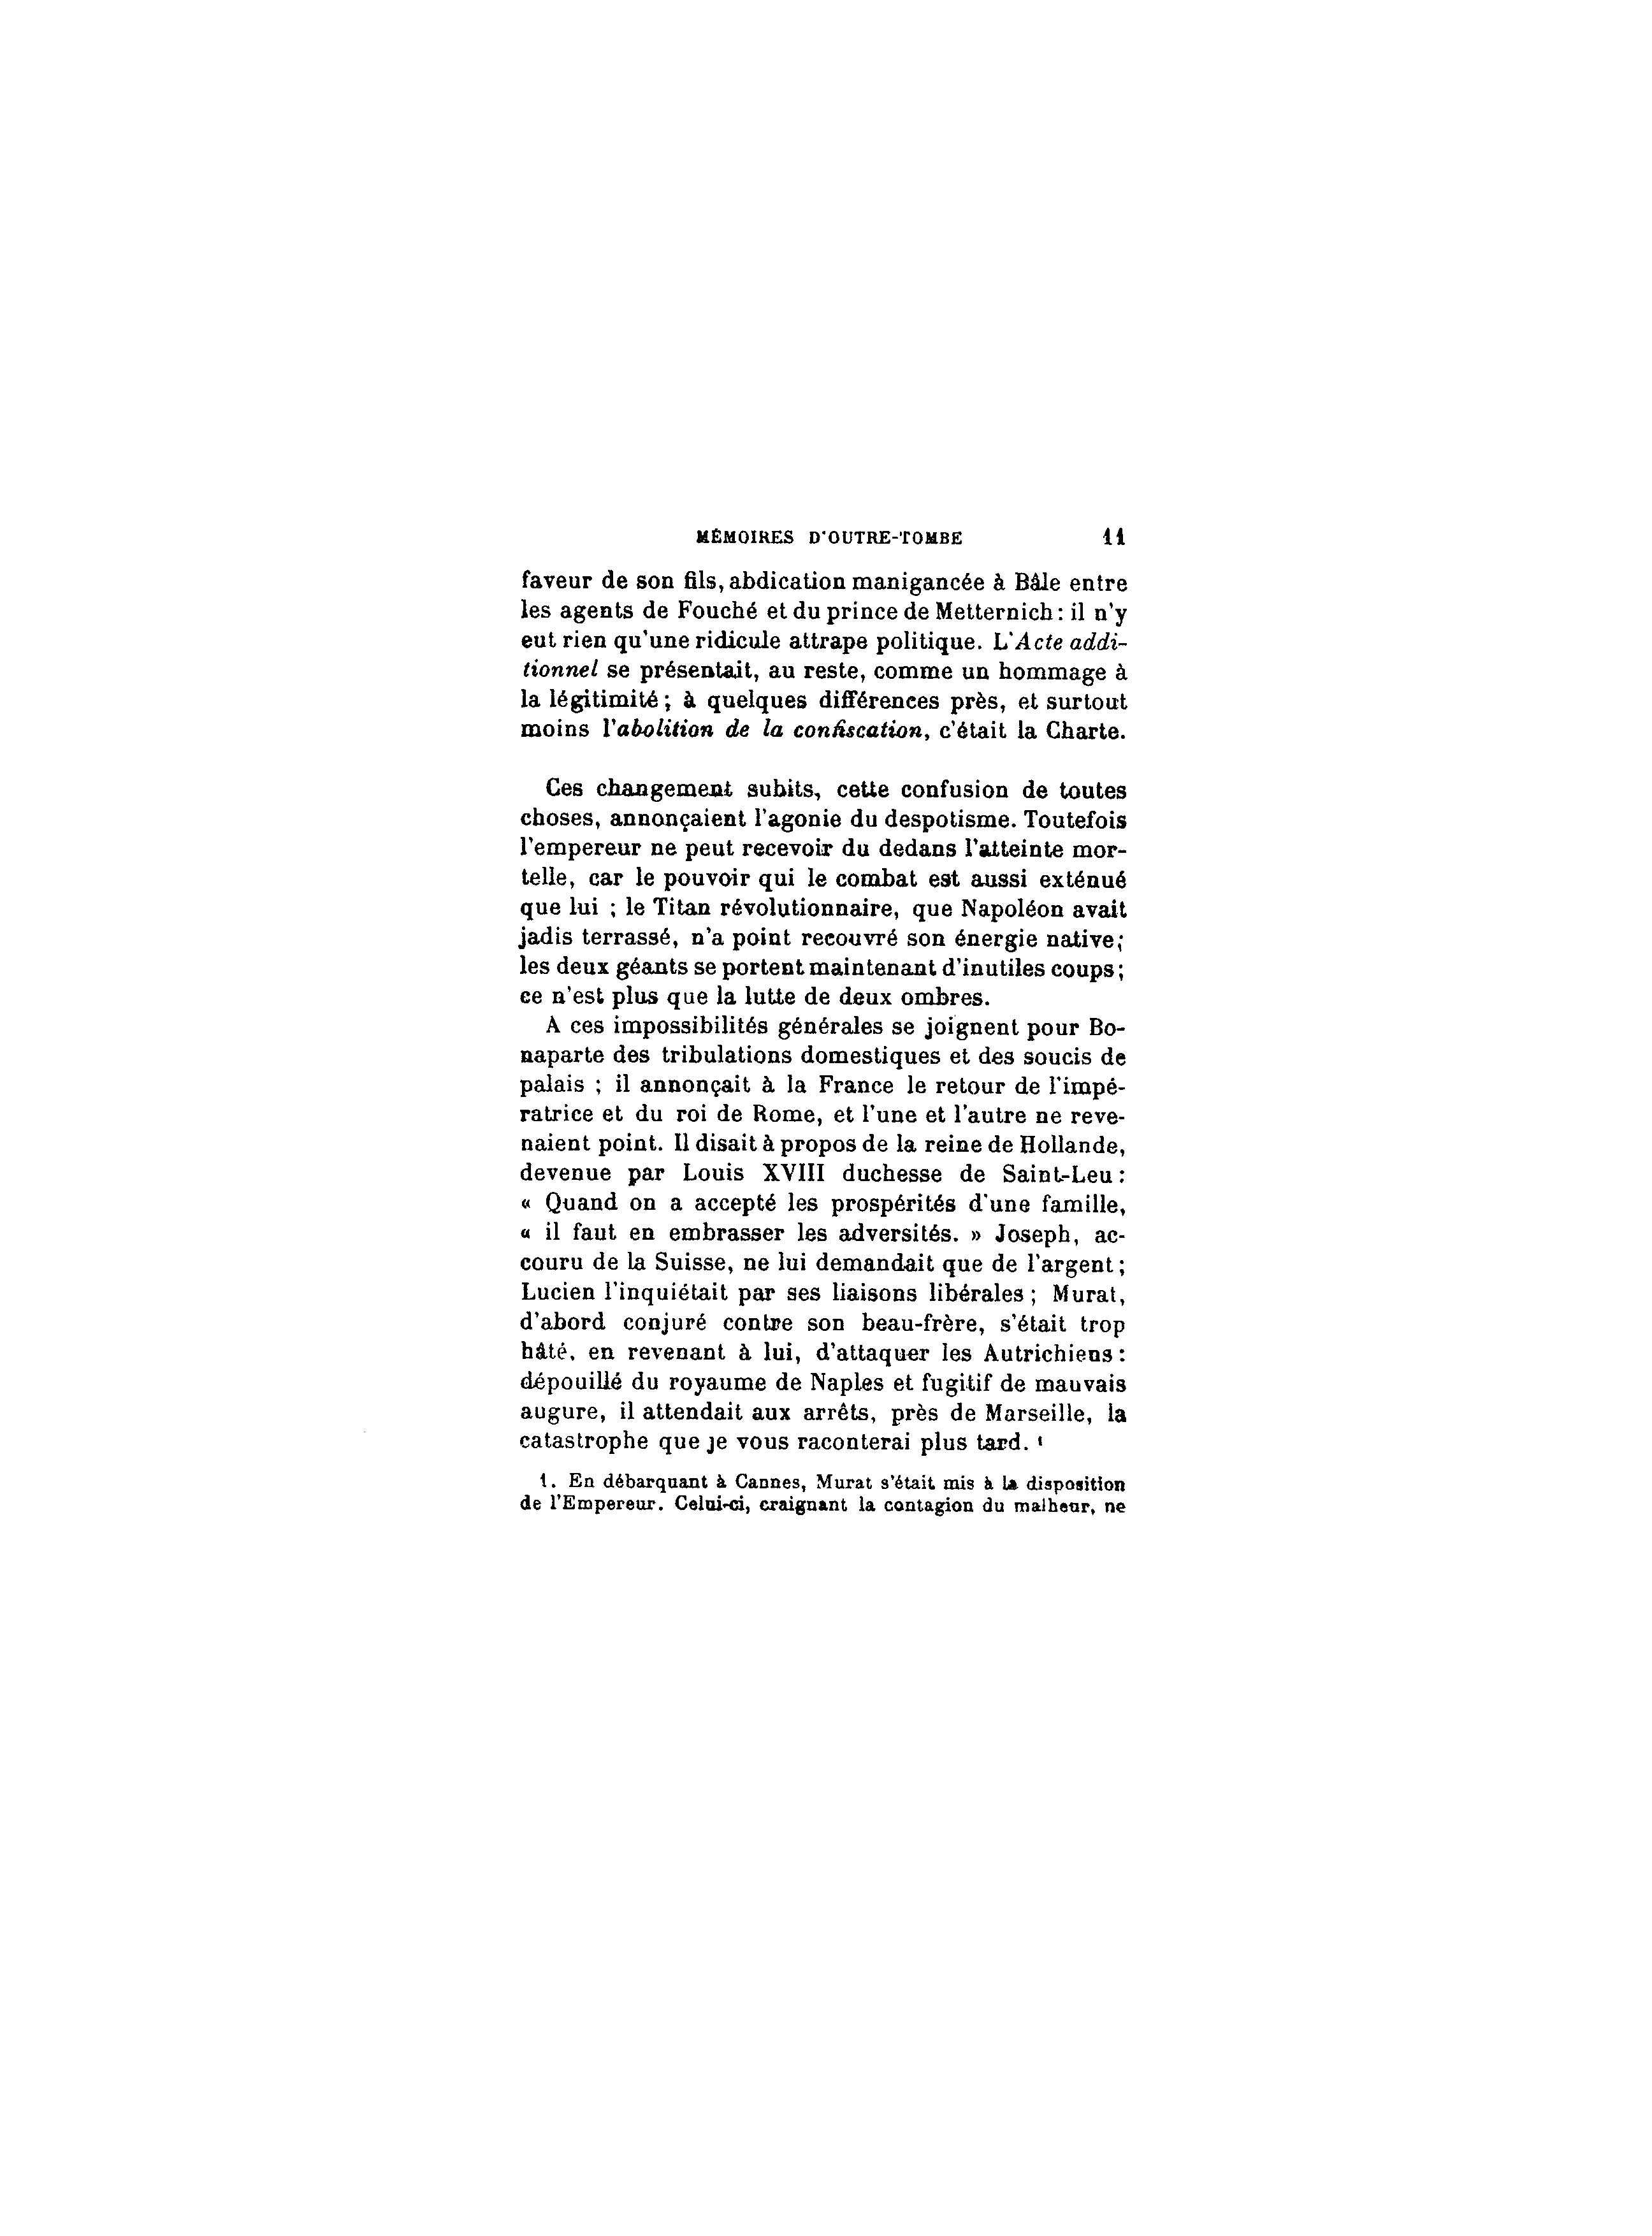 MÉMOIRES D'OUTRE-TOMBE 11
faveur de son fils, abdication manigancée à Bâle entre
les agents de Fouché et du prince de Metternich : il n'y
eut rien qu'une ridicule attrape politique. L'Acte addi-
tionnel se présentait, au reste, comme un hommage à
la légitimité ; à quelques différences près, et surtout
moins l'abolition de la confiscation, c'était la Charte.
Ces changement subits, cette confusion de toutes
choses, annonçaient l'agonie du despotisme. Toutefois
l'empereur ne peut recevoir du dedans l'atteinte mor-
telle, car le pouvoir qui le combat est aussi exténué
que lui ; le Titan révolutionnaire, que Napoléon avait
jadis terrassé, n'a point recouvré son énergie native ;
les deux géants se portent maintenant d'inutiles coups ;
ce n'est plus que la lutte de deux ombres.
A ces impossibilités générales se joignent pour Bo-
naparte des tribulations domestiques et des soucis de
palais ; il annonçait à la France le retour de l'impé-
ratrice et du roi de Rome, et l'une et l'autre ne reve-
naient point. Il disait à propos de la reine de Hollande,
devenue par Louis XVIII duchesse de Saint-Leu :
« Quand on a accepté les prospérités d'une famille,
« il faut en embrasser les adversités. » Joseph, ac-
couru de la Suisse, ne lui demandait que de l'argent ;
Lucien l'inquiétait par ses liaisons libérales ; Murat,
d'abord conjuré contre son beau-frère, s'était trop
hâté, en revenant à lui, d'attaquer les Autrichiens :
dépouillé du royaume de Naples et fugitif de mauvais
augure, il attendait aux arrêts, près de Marseille, la
catastrophe que je vous raconterai plus tard. ¹
1. En débarquant à Cannes, Murat s'était mis à la disposition
de l'Empereur. Celui-ci, craignant la contagion du malheur, ne